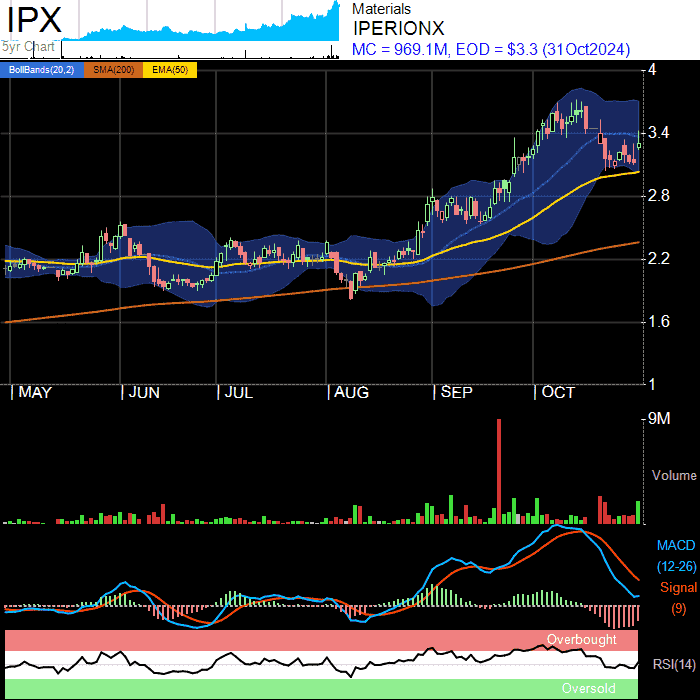 IPX
5yr Chart
Materials
IPERIONX
MC = 969.1M, EOD = $3.3 (31Oct2024)
BollBands(20,2) SMA(200) EMA(50)
4
3.4
2.8
2.2
1.6
1
MAY JUN JUL AUG SEP OCT
9M
Volume
MACD
(12-26)
Signal
(9)
Overbought
RSI(14)
Oversold